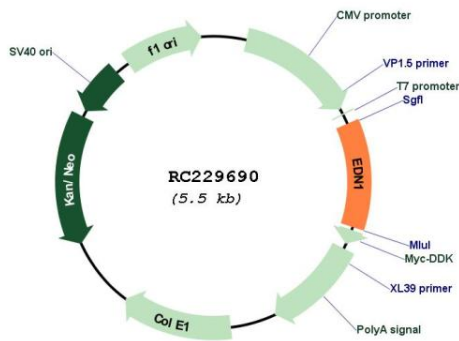 CMV promoter
VP1.5 primer
T7 promoter
SgfI
EDN1
MluI
Myc-DDK
XL39 primer
PolyA signal
Col E1
Kan/ Neo
SV40 ori
f1 ori
RC229690
(5.5 kb)